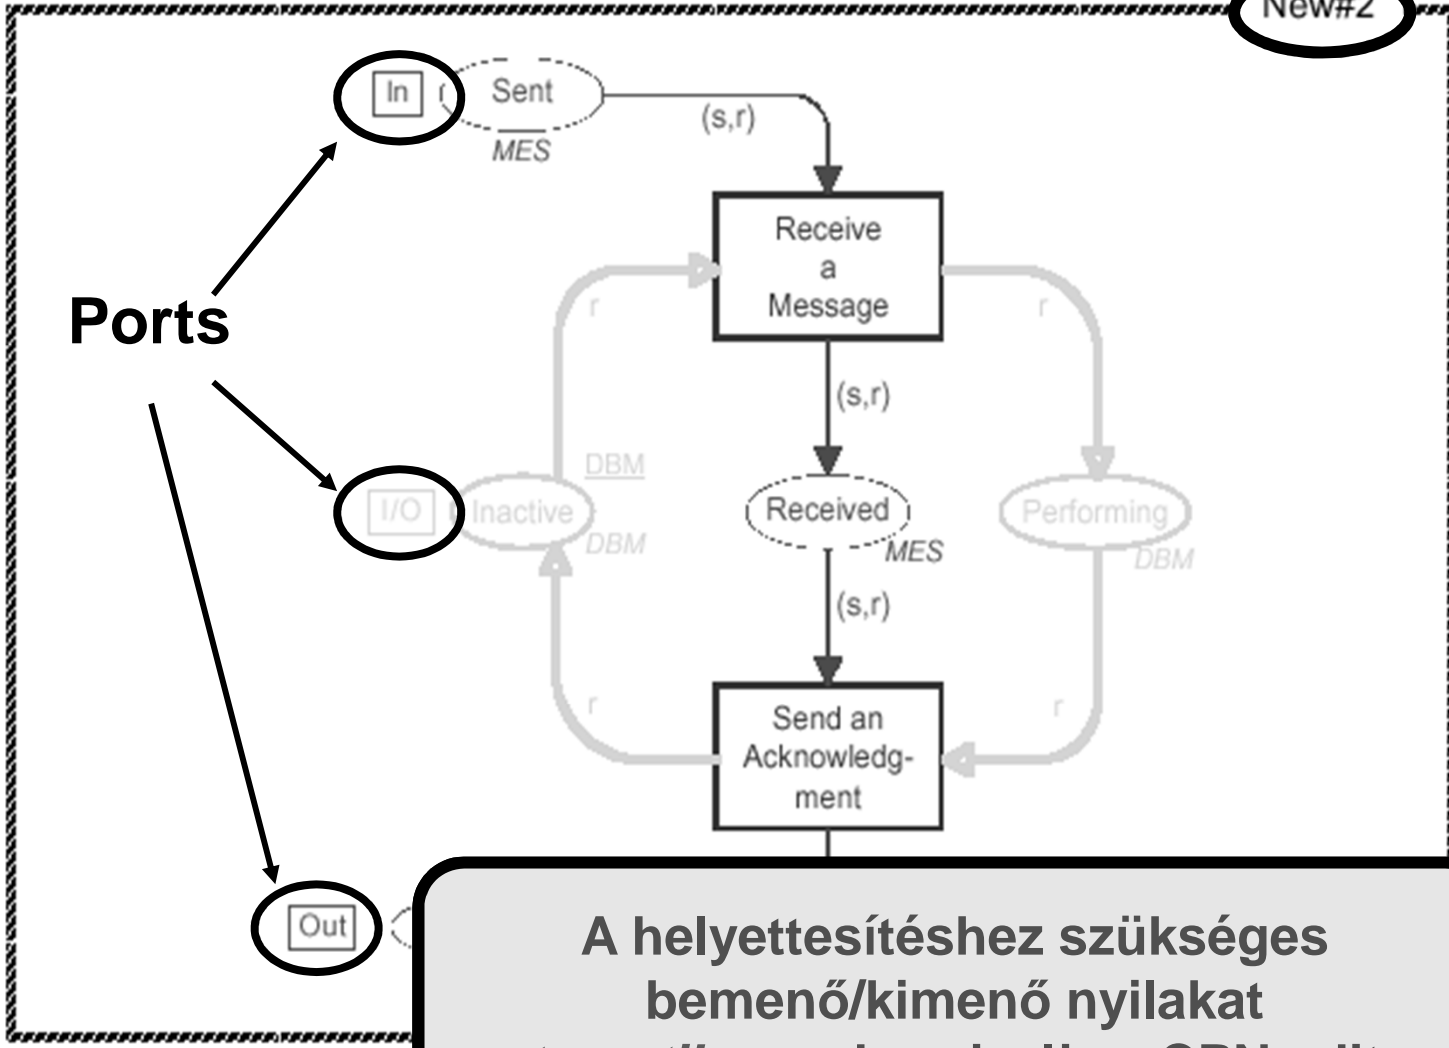 New#2
In
Sent
(s,r)
MES
Receive
a
Message
r
r
Ports
(s,r)
DBM
I/O
Inactive
Received
Performing
DBM
MES
DBM
(s,r)
r
r
Send an
Acknowledg-
ment
Out
A helyettesítéshez szükséges
bemenő/kimenő nyilakat
CPN